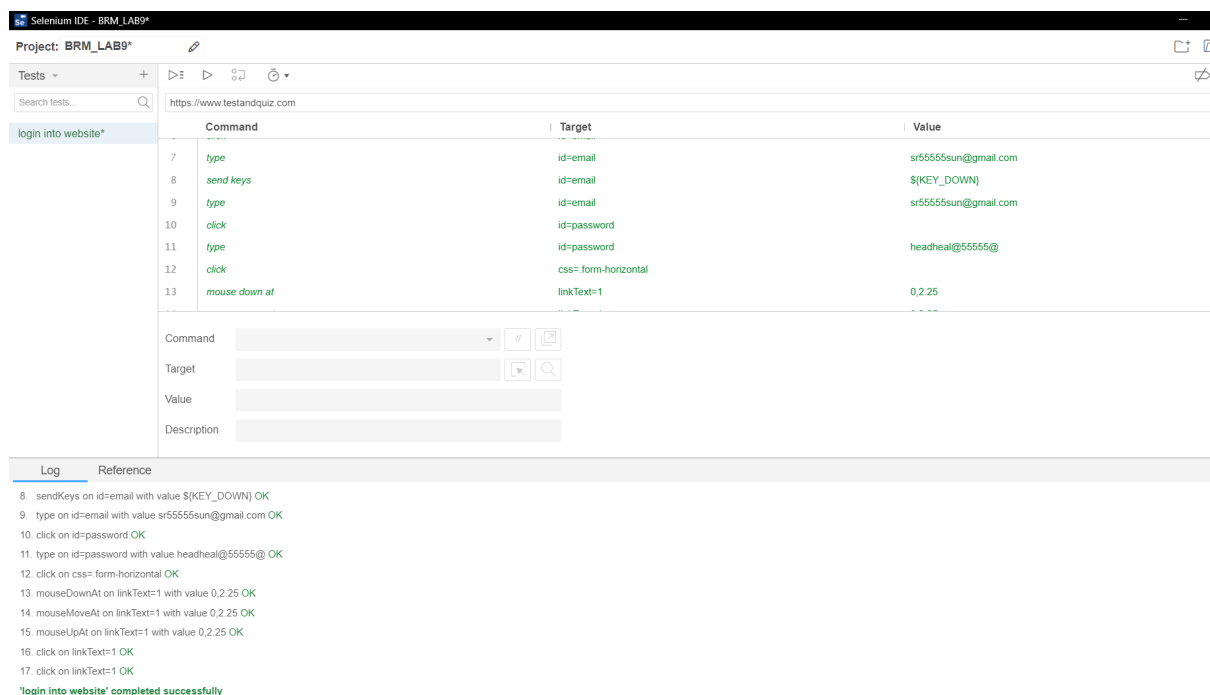 Selenium IDE - BRM_LAB9*
Project: BRM_LAB9*
Tests
Search tests...
https://www.testandquiz.com
login into website*
Command Target Value
7 type id=email sr55555sun@gmail.com
8 send keys id=email ${KEY_DOWN}
9 type id=email sr55555sun@gmail.com
10 click id=password
11 type id=password headheal@55555@
12 click css=.form-horizontal
13 mouse down at linkText=1 0,2.25
Command
//
Target
Value
Description
Log Reference
8. sendKeys on id=email with value ${KEY_DOWN} OK
9. type on id=email with value sr55555sun@gmail.com OK
10. click on id=password OK
11. type on id=password with value headheal@55555@ OK
12. click on css=.form-horizontal OK
13. mouseDownAt on linkText=1 with value 0,2.25 OK
14. mouseMoveAt on linkText=1 with value 0,2.25 OK
15. mouseUpAt on linkText=1 with value 0,2.25 OK
16. click on linkText=1 OK
17. click on linkText=1 OK
'login into website' completed successfully